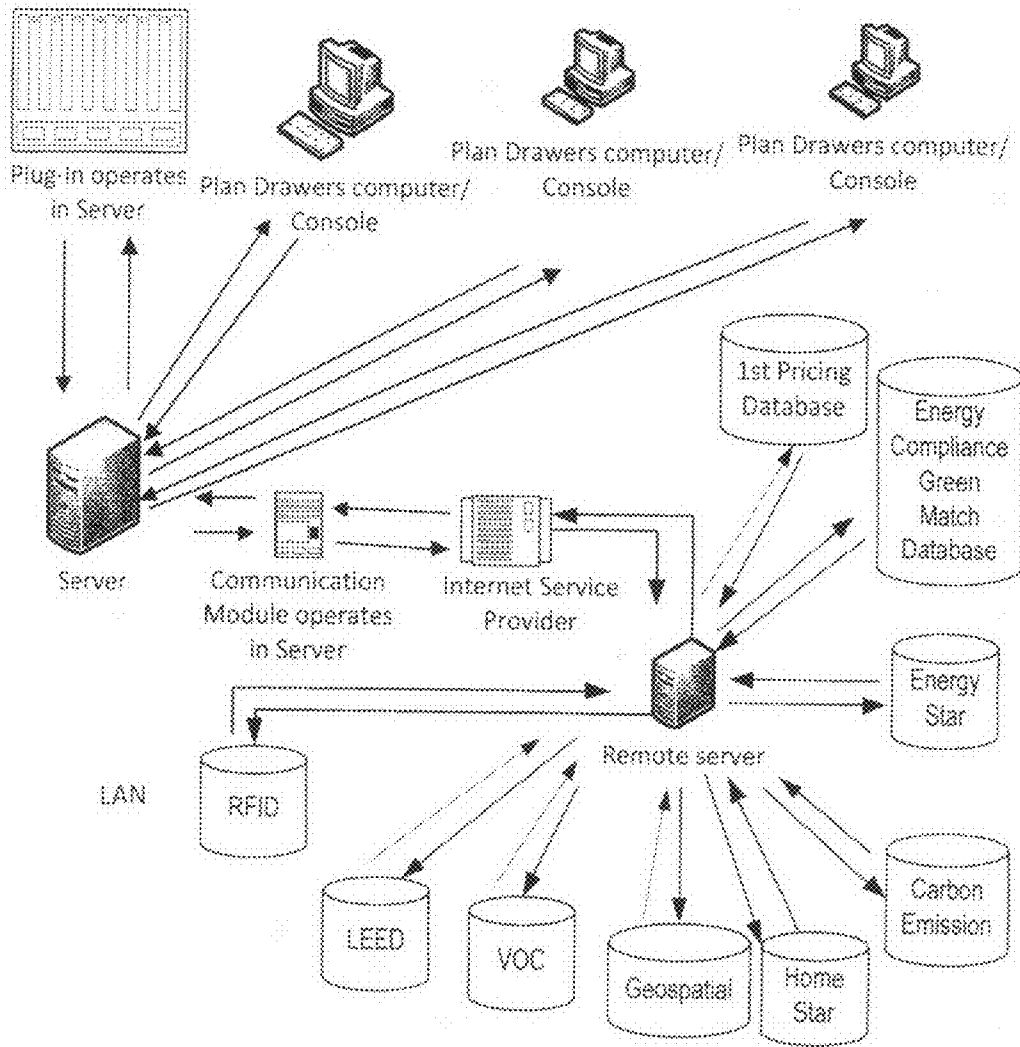 Plug-In operates
in Server
Plan Drawers computer/
Console
Plan Drawers computer/
Console
Plan Drawers computer/
Console
1st Pricing
Database
Energy
Compliance
Green
Match
Database
Server
Communication
Module operates
in Server
Internet Service
Provider
Energy
Star
Remote server
LAN
RFID
LEED
VOC
Geospatial
Home
Star
Carbon
Emission